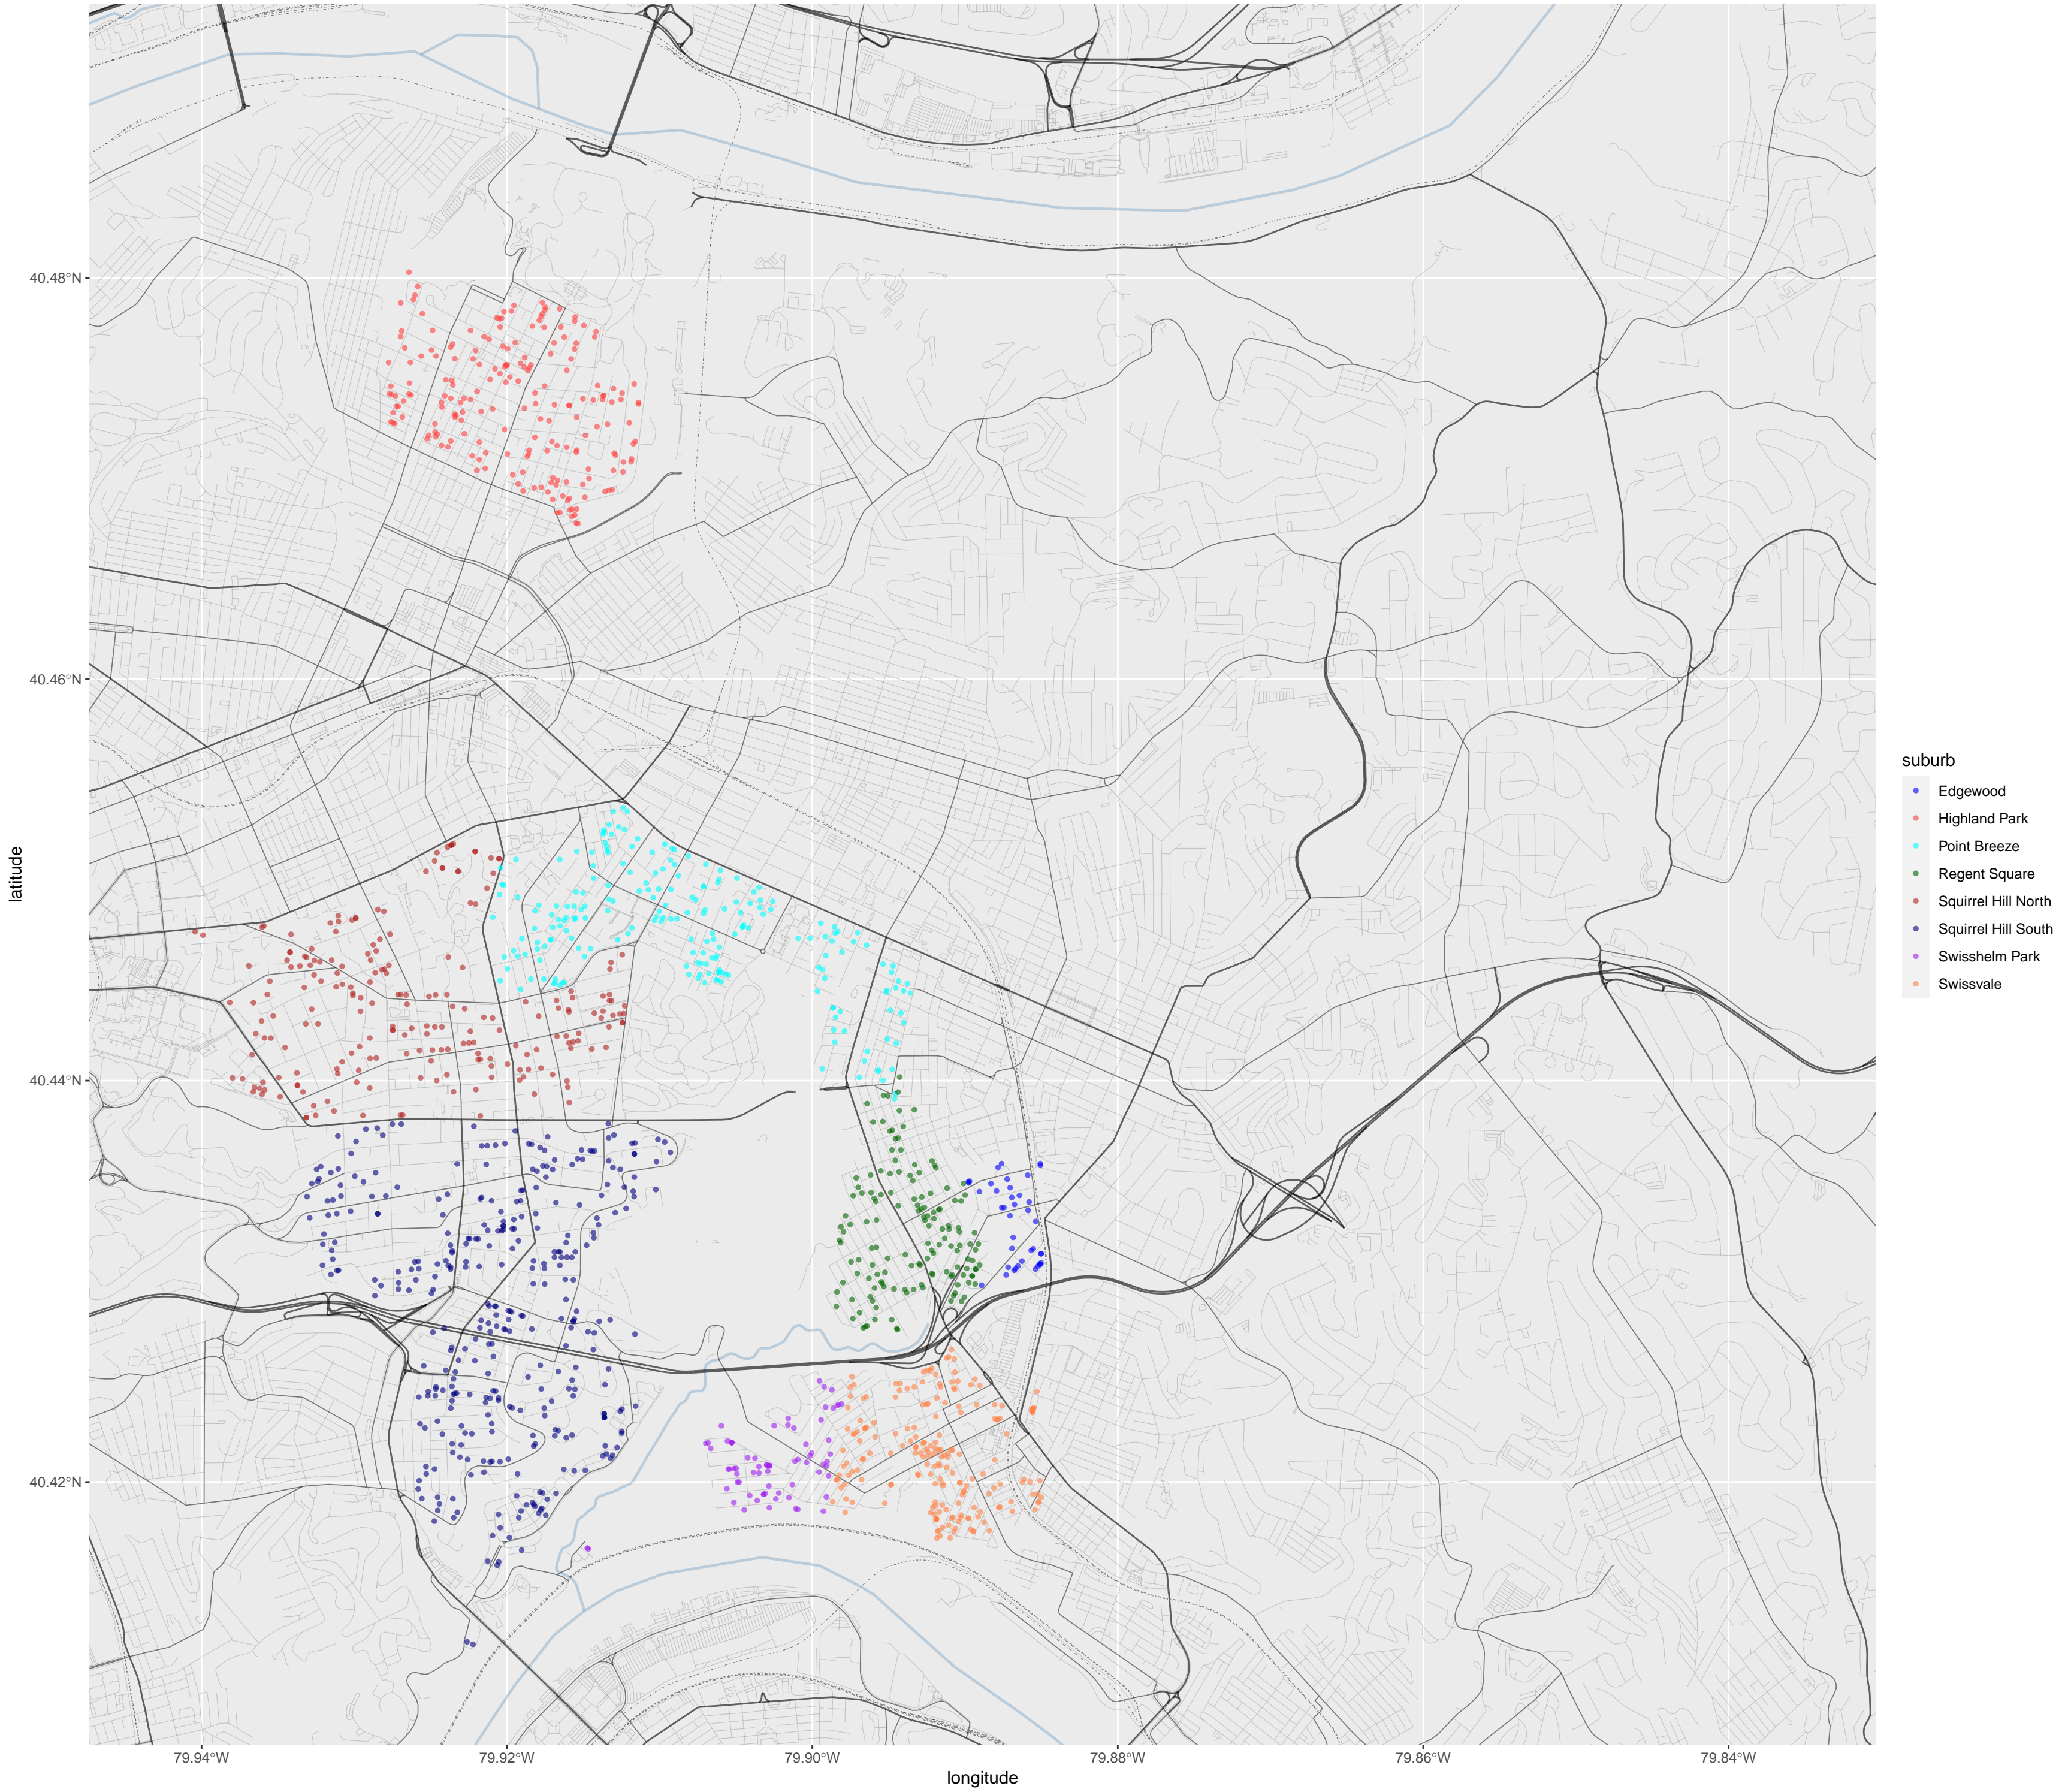 40.48°N
40.46°N
40.44°N
40.42°N
latitude
79.94°W 79.92°W 79.90°W 79.88°W 79.86°W 79.84°W
longitude
suburb
Edgewood
Highland Park
Point Breeze
Regent Square
Squirrel Hill North
Squirrel Hill South
Swisshelm Park
Swissvale